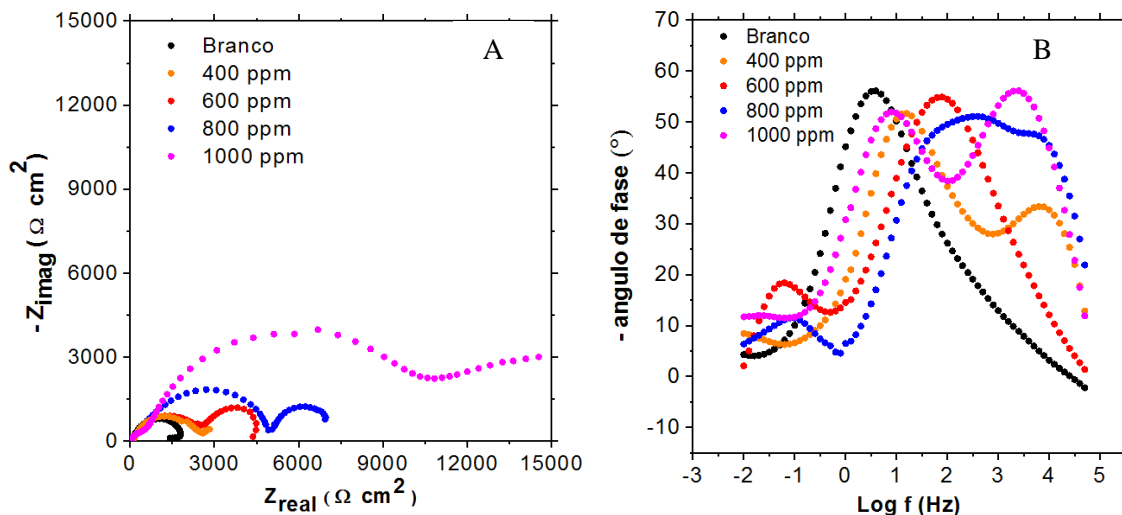 A
Branco
400 ppm
600 ppm
800 ppm
1000 ppm
15000
12000
9000
6000
3000
0
-Zimag (Ω cm²)
0 3000 6000 9000 12000 15000
Zreal (Ω cm²)
B
Branco
400 ppm
600 ppm
800 ppm
1000 ppm
70
60
50
40
30
20
10
0
-10
- angulo de fase (°)
-3 -2 -1 0 1 2 3 4 5
Log f (Hz)